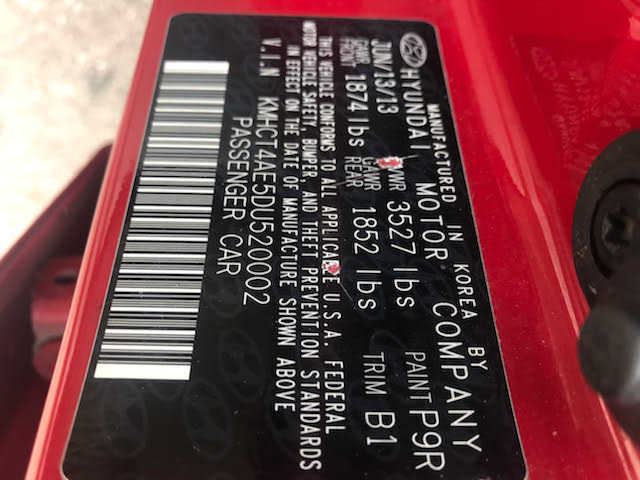 MANUFACTURED IN KOREA BY
HYUNDAI MOTOR COMPANY
JUN/13/13 GVWR 3527 lbs PAINT P9R
GAWR FRONT 1874 lbs GAWR REAR 1852 lbs TRIM B1
THIS VEHICLE CONFORMS TO ALL APPLICABLE U.S.A. FEDERAL
MOTOR VEHICLE SAFETY, BUMPER, AND THEFT PREVENTION STANDARDS
IN EFFECT ON THE DATE OF MANUFACTURE SHOWN ABOVE
V.I.N KMHCT4AE5DU520002
PASSENGER CAR